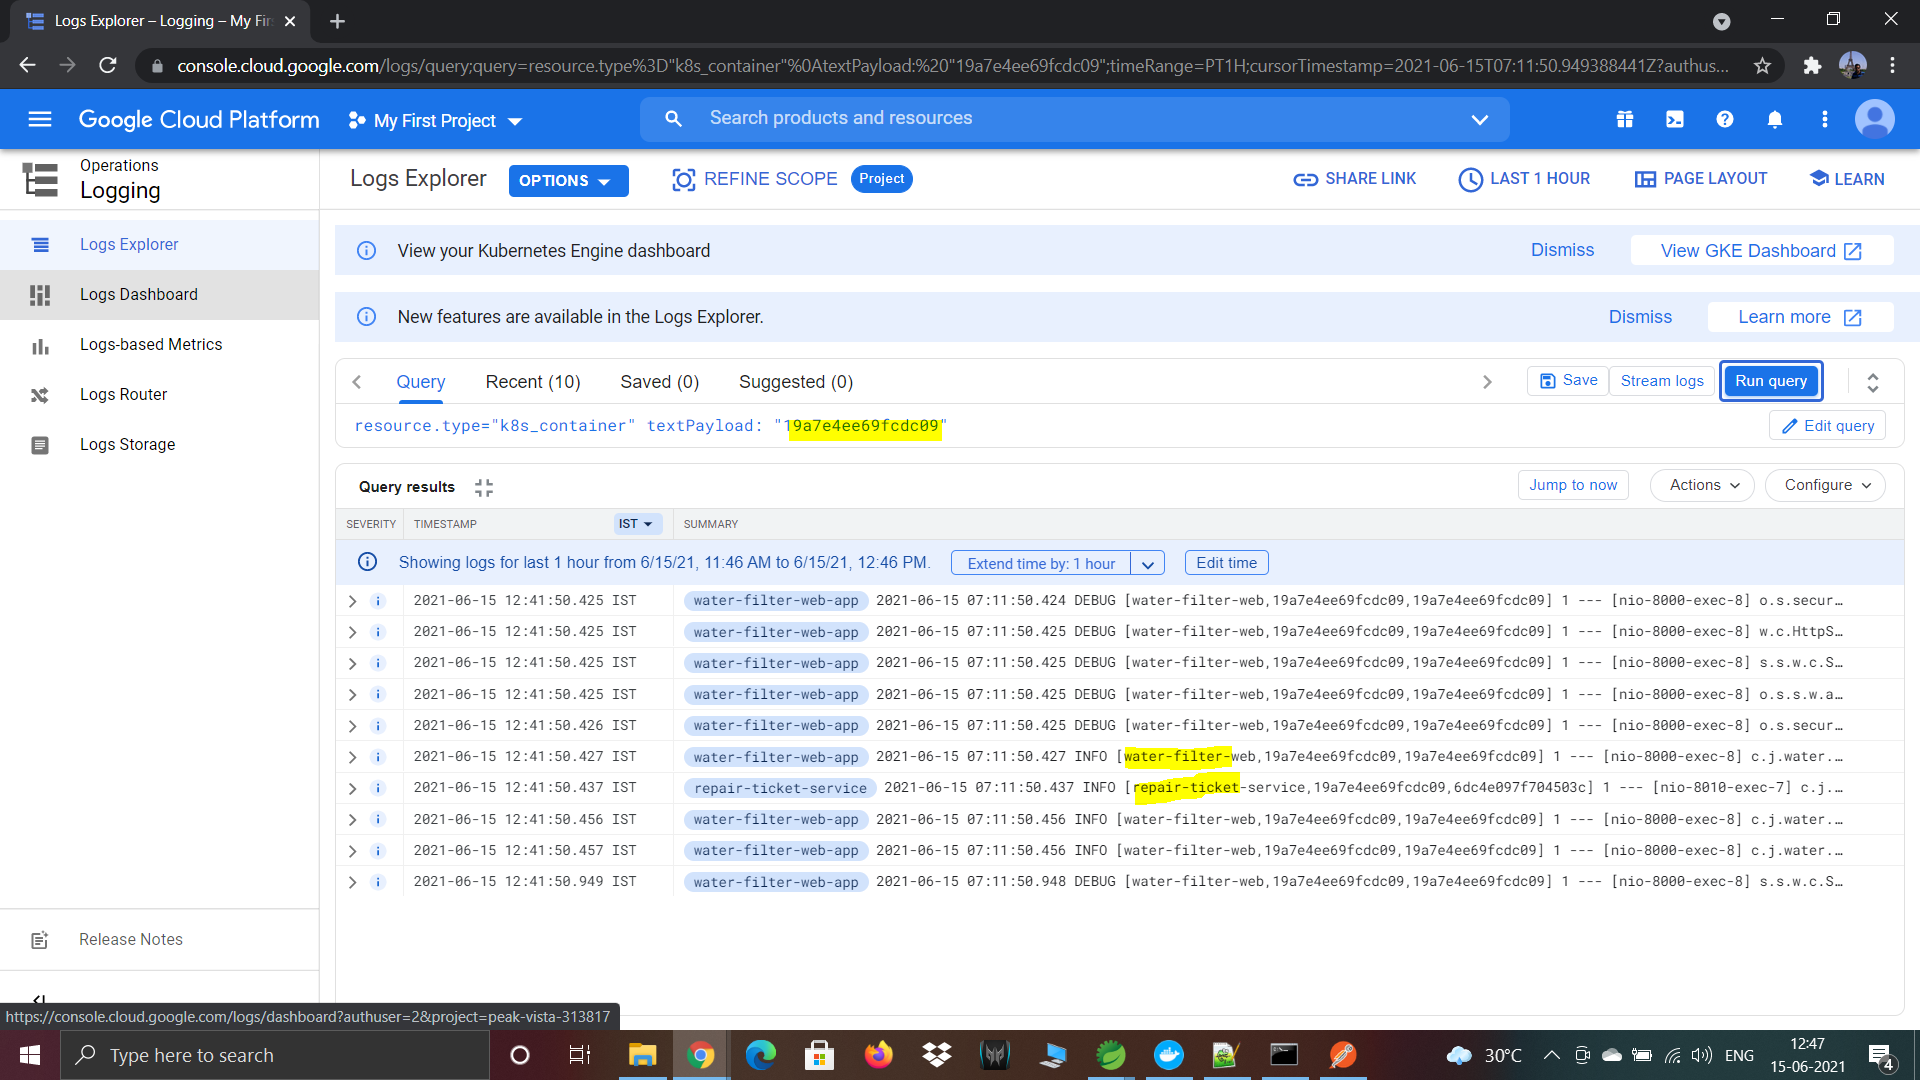 Logs Explorer – Logging – My Fir
console.cloud.google.com/logs/query;query=resource.type%3D"k8s_container"%0AtextPayload:%20"19a7e4ee69fcdc09";timeRange=PT1H;cursorTimestamp=2021-06-15T07:11:50.949388441Z?authus...
Google Cloud Platform My First Project Search products and resources
Operations
Logging
Logs Explorer OPTIONS REFINE SCOPE Project SHARE LINK LAST 1 HOUR PAGE LAYOUT LEARN
Logs Explorer
Logs Dashboard
Logs-based Metrics
Logs Router
Logs Storage
Release Notes
View your Kubernetes Engine dashboard Dismiss View GKE Dashboard
New features are available in the Logs Explorer. Dismiss Learn more
Query Recent (10) Saved (0) Suggested (0) Save Stream logs Run query
resource.type="k8s_container" textPayload: "19a7e4ee69fcdc09" Edit query
Query results Jump to now Actions Configure
SEVERITY TIMESTAMP IST SUMMARY
Showing logs for last 1 hour from 6/15/21, 11:46 AM to 6/15/21, 12:46 PM. Extend time by: 1 hour Edit time
2021-06-15 12:41:50.425 IST water-filter-web-app 2021-06-15 07:11:50.424 DEBUG [water-filter-web,19a7e4ee69fcdc09,19a7e4ee69fcdc09] 1 --- [nio-8000-exec-8] o.s.secur...
2021-06-15 12:41:50.425 IST water-filter-web-app 2021-06-15 07:11:50.425 DEBUG [water-filter-web,19a7e4ee69fcdc09,19a7e4ee69fcdc09] 1 --- [nio-8000-exec-8] w.c.HttpS...
2021-06-15 12:41:50.425 IST water-filter-web-app 2021-06-15 07:11:50.425 DEBUG [water-filter-web,19a7e4ee69fcdc09,19a7e4ee69fcdc09] 1 --- [nio-8000-exec-8] s.s.w.c.S...
2021-06-15 12:41:50.425 IST water-filter-web-app 2021-06-15 07:11:50.425 DEBUG [water-filter-web,19a7e4ee69fcdc09,19a7e4ee69fcdc09] 1 --- [nio-8000-exec-8] o.s.s.w.a...
2021-06-15 12:41:50.426 IST water-filter-web-app 2021-06-15 07:11:50.425 DEBUG [water-filter-web,19a7e4ee69fcdc09,19a7e4ee69fcdc09] 1 --- [nio-8000-exec-8] o.s.secur...
2021-06-15 12:41:50.427 IST water-filter-web-app 2021-06-15 07:11:50.427 INFO [water-filter-web,19a7e4ee69fcdc09,19a7e4ee69fcdc09] 1 --- [nio-8000-exec-8] c.j.water....
2021-06-15 12:41:50.437 IST repair-ticket-service 2021-06-15 07:11:50.437 INFO [repair-ticket-service,19a7e4ee69fcdc09,6dc4e097f704503c] 1 --- [nio-8010-exec-7] c.j....
2021-06-15 12:41:50.456 IST water-filter-web-app 2021-06-15 07:11:50.456 INFO [water-filter-web,19a7e4ee69fcdc09,19a7e4ee69fcdc09] 1 --- [nio-8000-exec-8] c.j.water....
2021-06-15 12:41:50.457 IST water-filter-web-app 2021-06-15 07:11:50.456 INFO [water-filter-web,19a7e4ee69fcdc09,19a7e4ee69fcdc09] 1 --- [nio-8000-exec-8] c.j.water....
2021-06-15 12:41:50.949 IST water-filter-web-app 2021-06-15 07:11:50.948 DEBUG [water-filter-web,19a7e4ee69fcdc09,19a7e4ee69fcdc09] 1 --- [nio-8000-exec-8] s.s.w.c.S...
https://console.cloud.google.com/logs/dashboard?authuser=2&project=peak-vista-313817
Type here to search 30°C ENG 12:47
15-06-2021 4